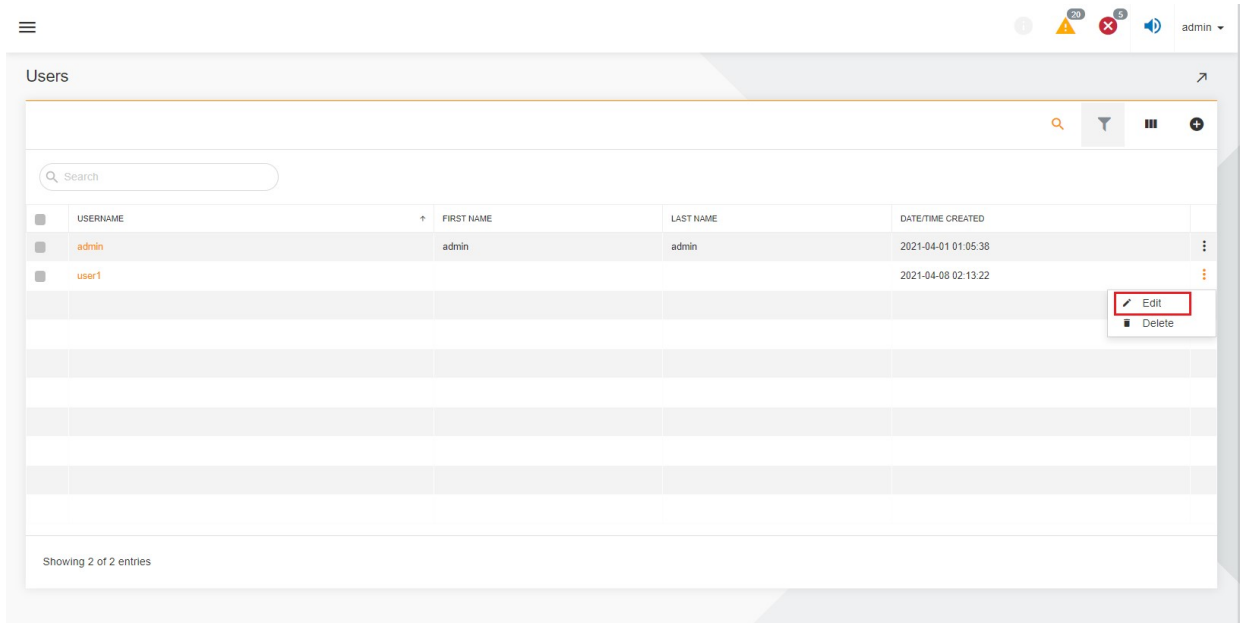 20
5
admin
Users
Search
USERNAME FIRST NAME LAST NAME DATE/TIME CREATED
admin admin admin 2021-04-01 01:05:38
user1 2021-04-08 02:13:22
Edit
Delete
Showing 2 of 2 entries